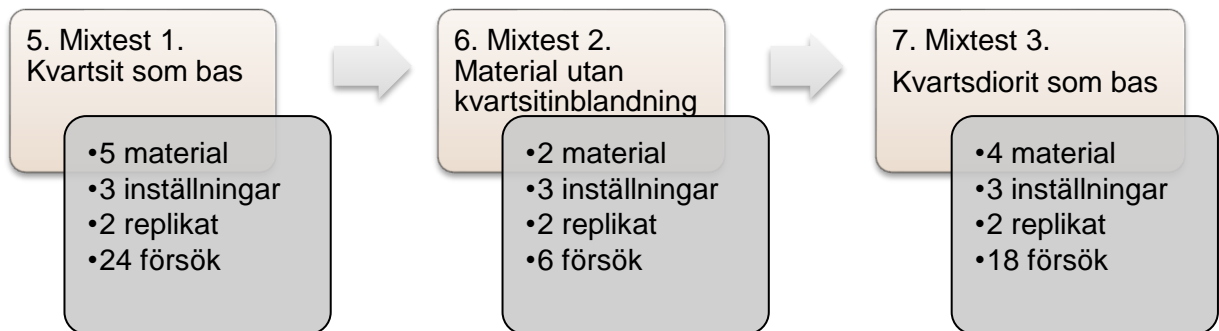 5. Mixtest 1.
Kvartsit som bas
•5 material
•3 inställningar
•2 replikat
•24 försök
6. Mixtest 2.
Material utan
kvartsitinblandning
•2 material
•3 inställningar
•2 replikat
•6 försök
7. Mixtest 3.
Kvartsdiorit som bas
•4 material
•3 inställningar
•2 replikat
•18 försök